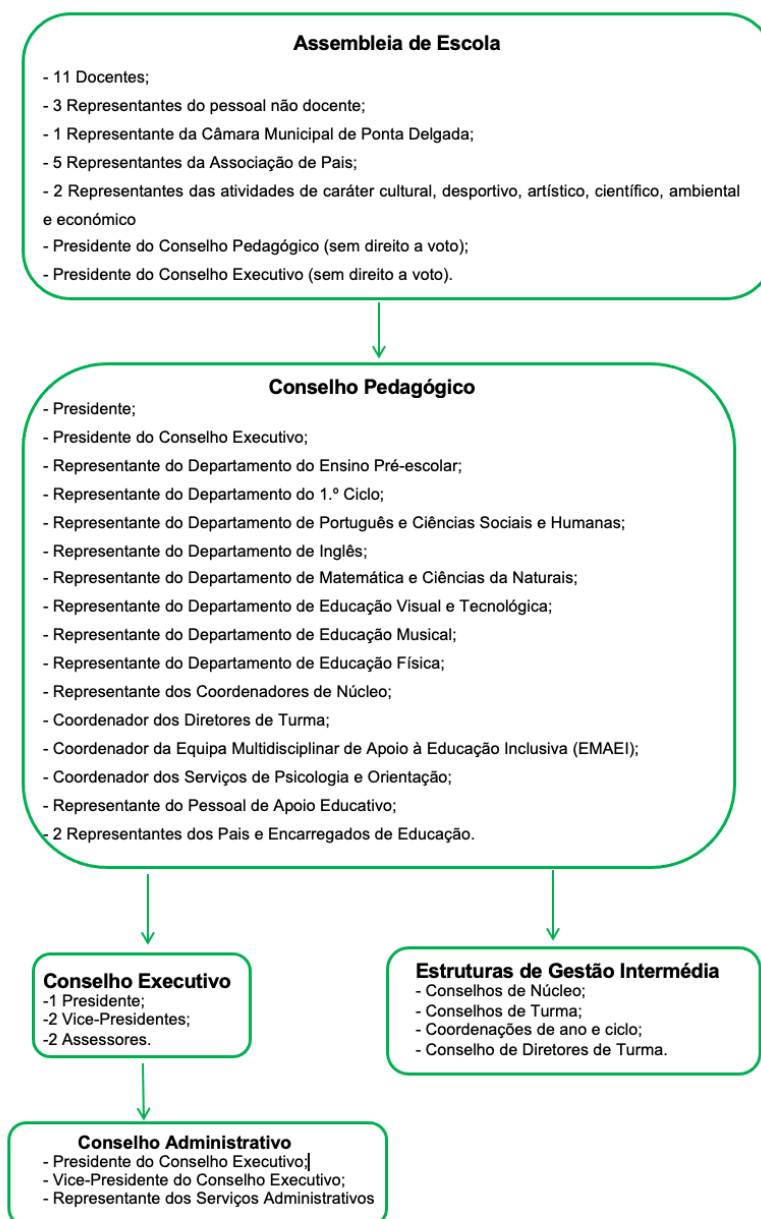 Assembleia de Escola
- 11 Docentes;
- 3 Representantes do pessoal não docente;
- 1 Representante da Câmara Municipal de Ponta Delgada;
- 5 Representantes da Associação de Pais;
- 2 Representantes das atividades de caráter cultural, desportivo, artístico, científico, ambiental
e económico
- Presidente do Conselho Pedagógico (sem direito a voto);
- Presidente do Conselho Executivo (sem direito a voto).
Conselho Pedagógico
- Presidente;
- Presidente do Conselho Executivo;
- Representante do Departamento do Ensino Pré-escolar;
- Representante do Departamento do 1.º Ciclo;
- Representante do Departamento de Português e Ciências Sociais e Humanas;
- Representante do Departamento de Inglês;
- Representante do Departamento de Matemática e Ciências da Naturais;
- Representante do Departamento de Educação Visual e Tecnológica;
- Representante do Departamento de Educação Musical;
- Representante do Departamento de Educação Física;
- Representante dos Coordenadores de Núcleo;
- Coordenador dos Diretores de Turma;
- Coordenador da Equipa Multidisciplinar de Apoio à Educação Inclusiva (EMAEI);
- Coordenador dos Serviços de Psicologia e Orientação;
- Representante do Pessoal de Apoio Educativo;
- 2 Representantes dos Pais e Encarregados de Educação.
Conselho Executivo
-1 Presidente;
-2 Vice-Presidentes;
-2 Assessores.
Estruturas de Gestão Intermédia
- Conselhos de Núcleo;
- Conselhos de Turma;
- Coordenações de ano e ciclo;
- Conselho de Diretores de Turma.
Conselho Administrativo
- Presidente do Conselho Executivo;
- Vice-Presidente do Conselho Executivo;
- Representante dos Serviços Administrativos